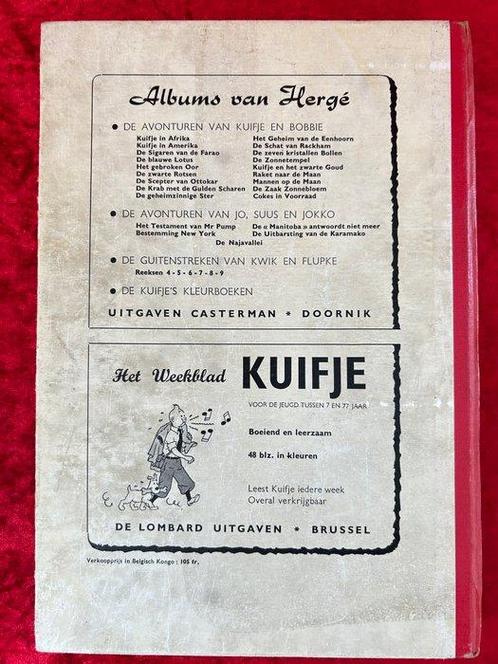 Albums van Hergé
● DE AVONTUREN VAN KUIFJE EN BOBBIE
Kuifje in Afrika
Kuifje in Amerika
De Sigaren van de Farao
De blauwe Lotus
Het gebroken Oor
De zwarte Rotsen
De Scepter van Ottokar
De Krab met de Gulden Scharen
De geheimzinnige Ster
Het Geheim van de Eenhoorn
De Schat van Rackham
De zeven kristallen Bollen
De Zonnetempel
Kuifje en het zwarte Goud
Raket naar de Maan
Mannen op de Maan
De Zaak Zonnebloem
Cokes in Voorraad
● DE AVONTUREN VAN JO, SUUS EN JOKKO
Het Testament van Mr Pump
Bestemming New York
De « Manitoba » antwoordt niet meer
De Uitbarsting van de Karamako
De Najavallei
● DE GUITENSTREKEN VAN KWIK EN FLUPKE
Reeksen 4 - 5 - 6 - 7 - 8 - 9
● DE KUIFJE'S KLEURBOEKEN
UITGAVEN CASTERMAN * DOORNIK
Het Weekblad KUIFJE
VOOR DE JEUGD TUSSEN 7 EN 77 JAAR
Boeiend en leerzaam
48 blz. in kleuren
Leest Kuifje iedere week
Overal verkrijgbaar
DE LOMBARD UITGAVEN * BRUSSEL
Verkoopprijs in Belgisch Kongo : 105 fr.